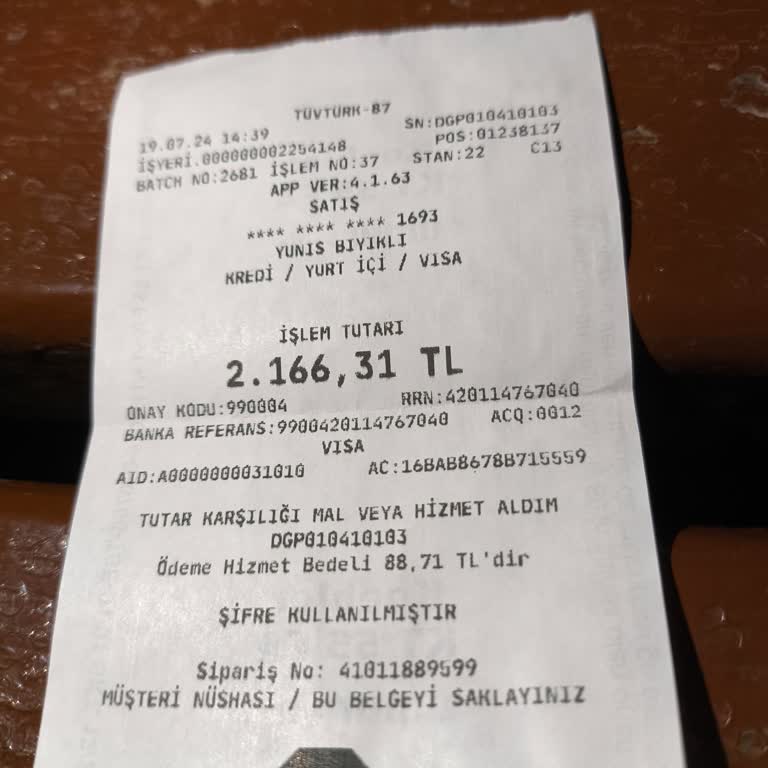 TÜVTÜRK-87
19.07.24 14:39 SN:DGP010410103
İŞYERİ.000000002254148 POS:01238137
BATCH NO:2681 İŞLEM NO:37 STAN:22 C13
APP VER:4.1.63
SATIŞ
**** **** **** 1693
YUNIS BIYIKLI
KREDİ / YURT İÇİ / VISA
İŞLEM TUTARI
2.166,31 TL
ONAY KODU:990004 RRN:420114767040
BANKA REFERANS:9900420114767040 ACQ:0012
VISA
AID:A0000000031010 AC:16BAB8678B715559
TUTAR KARŞILIĞI MAL VEYA HİZMET ALDIM
DGP010410103
Ödeme Hizmet Bedeli 88,71 TL'dir
ŞİFRE KULLANILMIŞTIR
Sipariş No: 41011889599
MÜŞTERİ NÜSHASI / BU BELGEYİ SAKLAYINIZ